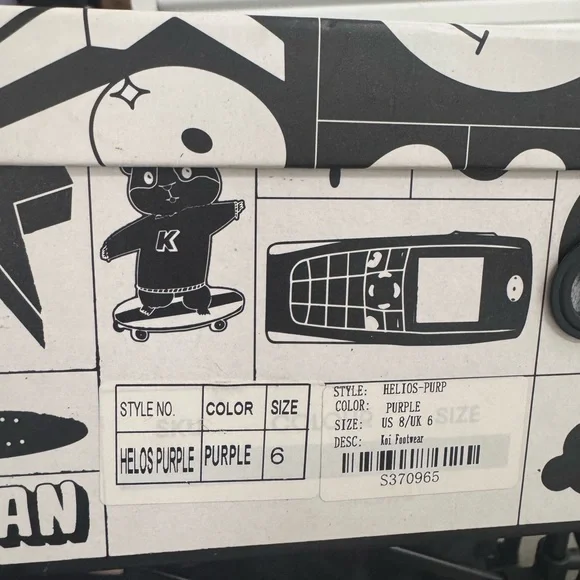 K
STYLE NO. COLOR SIZE
HELOS PURPLE PURPLE 6
STYLE: HELIOS-PURP
COLOR: PURPLE
SIZE: US 8/UK 6
DESC: Koi Footwear
S370965
SIZE
AN